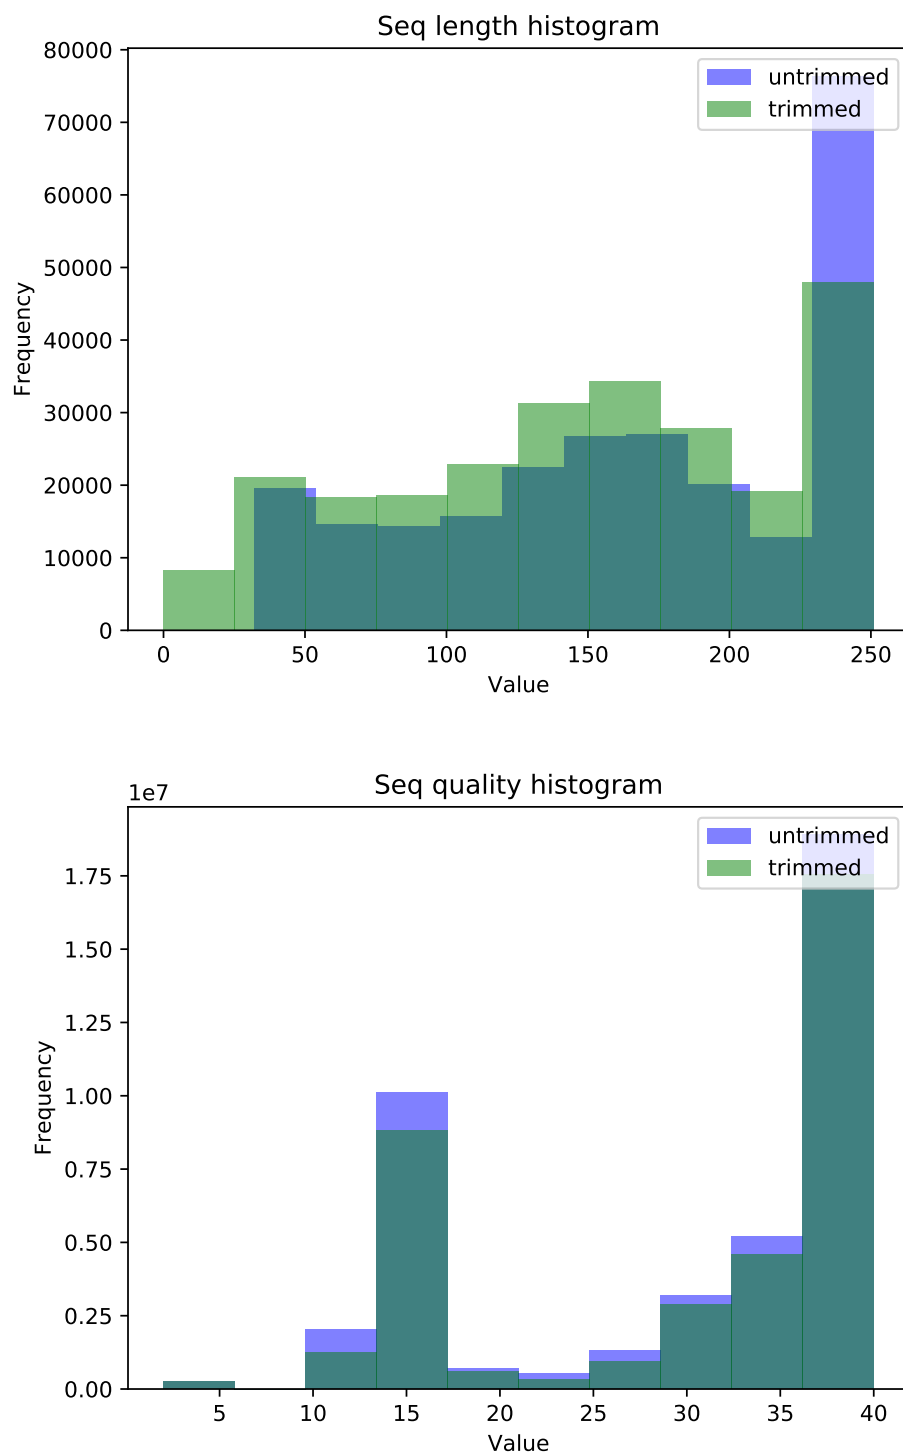 Seq length histogram
80000
70000
60000
50000
40000
30000
20000
10000
0
Frequency
untrimmed
trimmed
0 50 100 150 200 250
Value
Seq quality histogram
1e7
1.75
1.50
1.25
1.00
0.75
0.50
0.25
0.00
Frequency
untrimmed
trimmed
5 10 15 20 25 30 35 40
Value